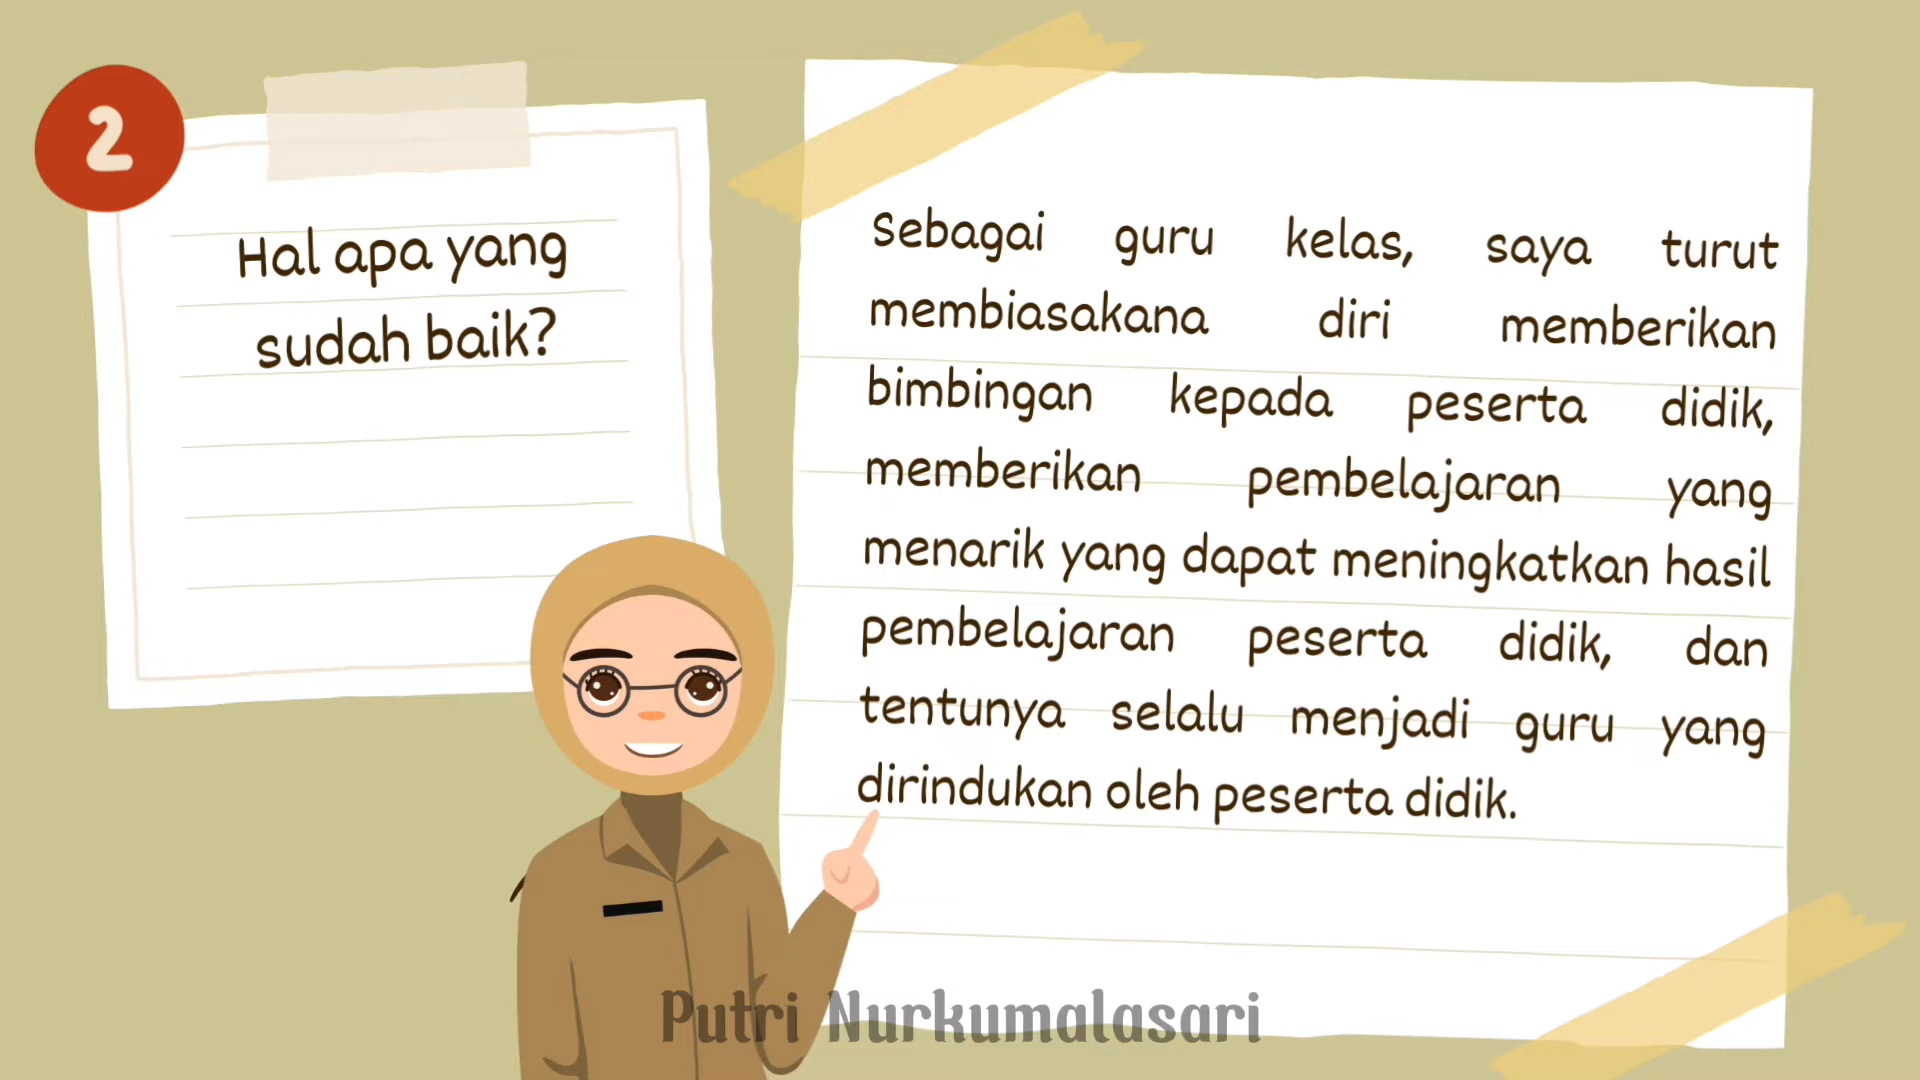 2
Hal apa yang
sudah baik?
Sebagai guru kelas, saya turut
membiasakana diri memberikan
bimbingan kepada peserta didik,
memberikan pembelajaran yang
menarik yang dapat meningkatkan hasil
pembelajaran peserta didik, dan
tentunya selalu menjadi guru yang
dirindukan oleh peserta didik.
Putri Nurkumalasari